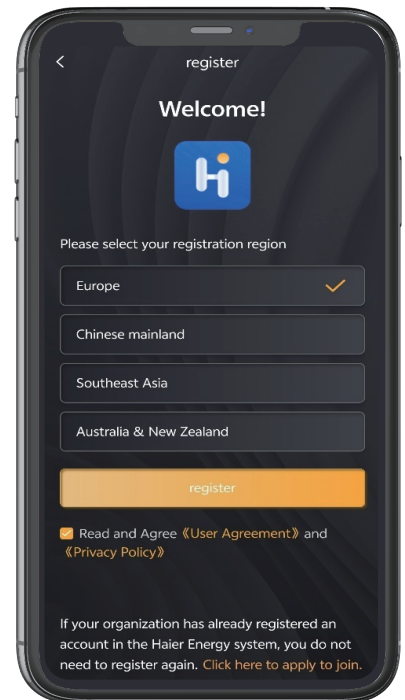 register
Welcome!
Hi
Please select your registration region
Europe
Chinese mainland
Southeast Asia
Australia & New Zealand
register
Read and Agree 《User Agreement》 and
《Privacy Policy》
If your organization has already registered an
account in the Haier Energy system, you do not
need to register again. Click here to apply to join.